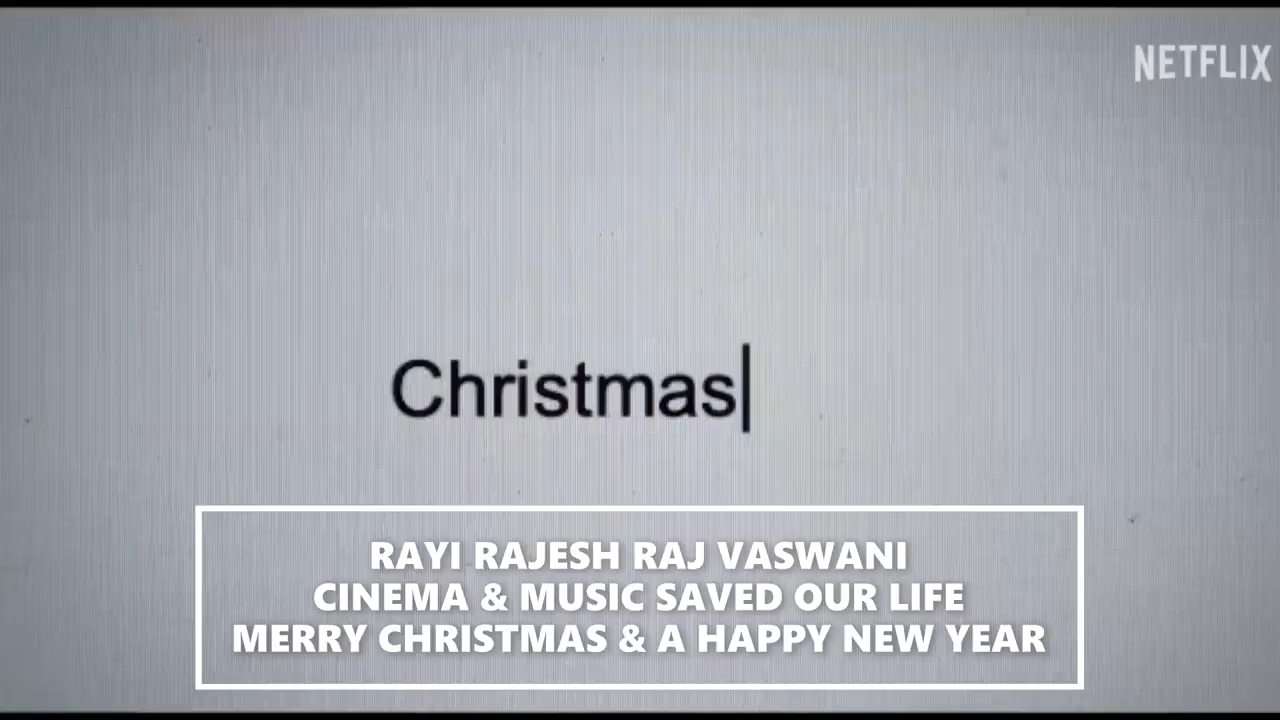 NETFLIX
Christmas
RAYI RAJESH RAJ VASWANI
CINEMA & MUSIC SAVED OUR LIFE
MERRY CHRISTMAS & A HAPPY NEW YEAR